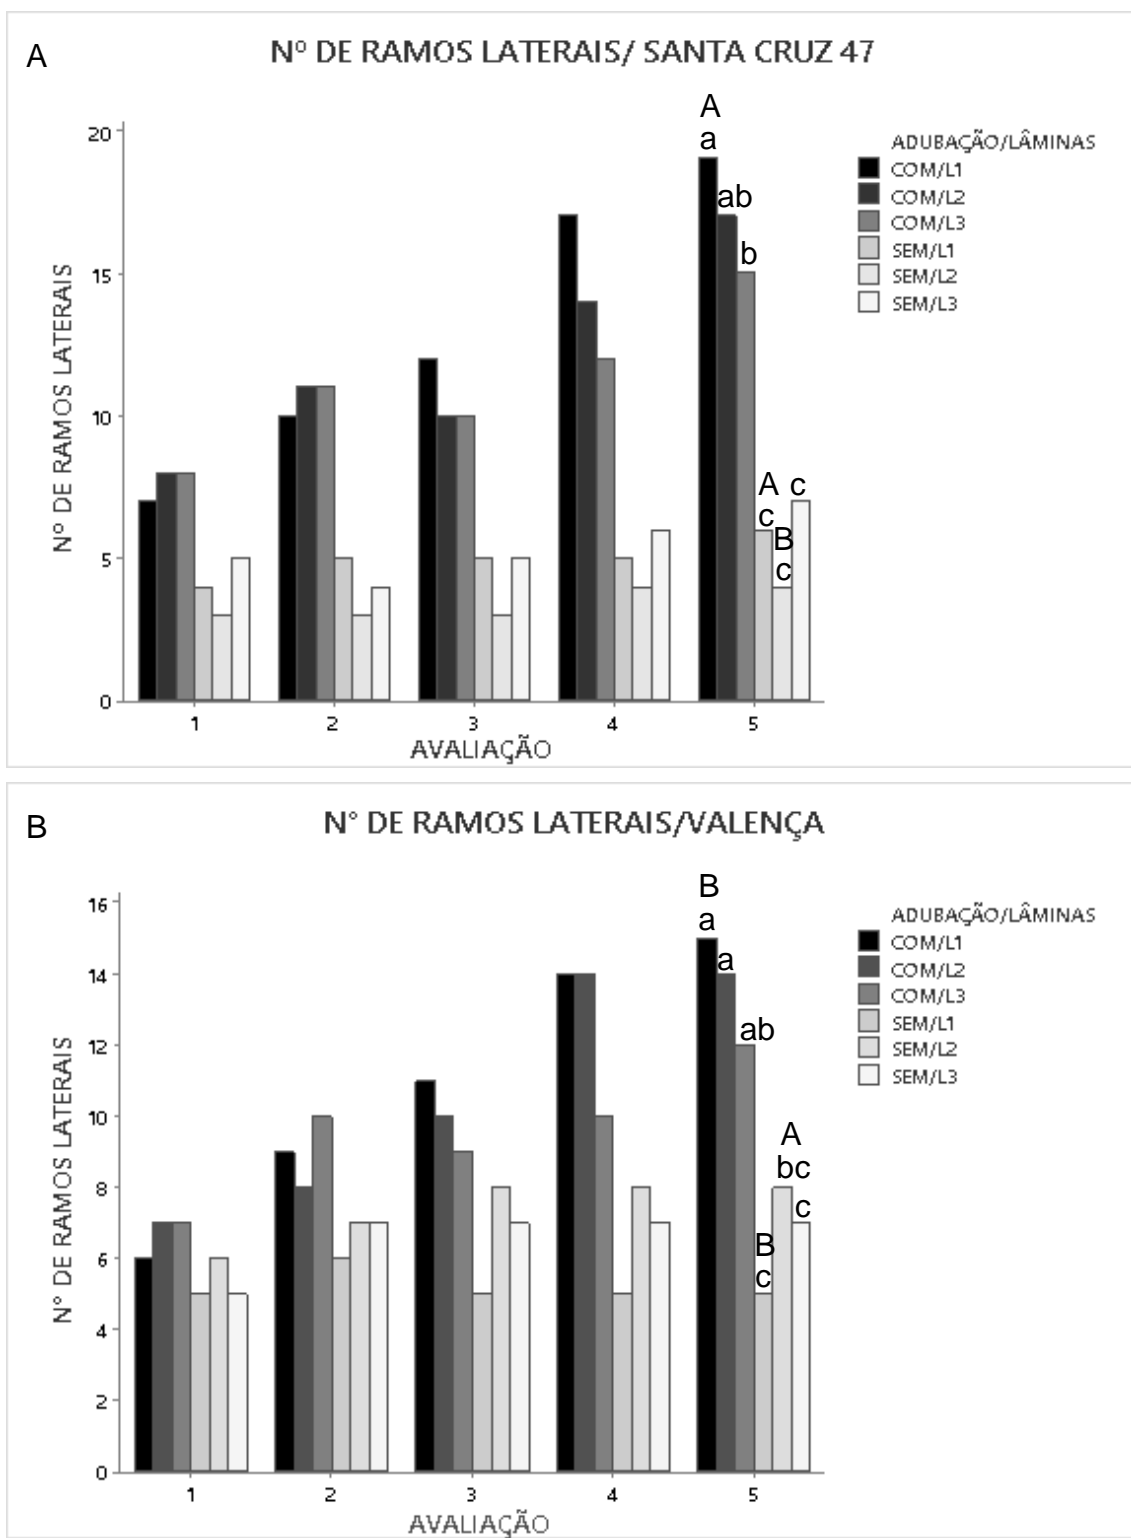 A
Nº DE RAMOS LATERAIS/ SANTA CRUZ 47
Nº DE RAMOS LATERAIS
20
15
10
5
0
A
a
ab
b
A
c
B
c
c
1 2 3 4 5
AVALIAÇÃO
ADUBAÇÃO/LÂMINAS
COM/L1
COM/L2
COM/L3
SEM/L1
SEM/L2
SEM/L3
B
N° DE RAMOS LATERAIS/VALENÇA
N° DE RAMOS LATERAIS
16
14
12
10
8
6
4
2
0
B
a
a
ab
B
c
A
bc
c
1 2 3 4 5
AVALIAÇÃO
ADUBAÇÃO/LÂMINAS
COM/L1
COM/L2
COM/L3
SEM/L1
SEM/L2
SEM/L3